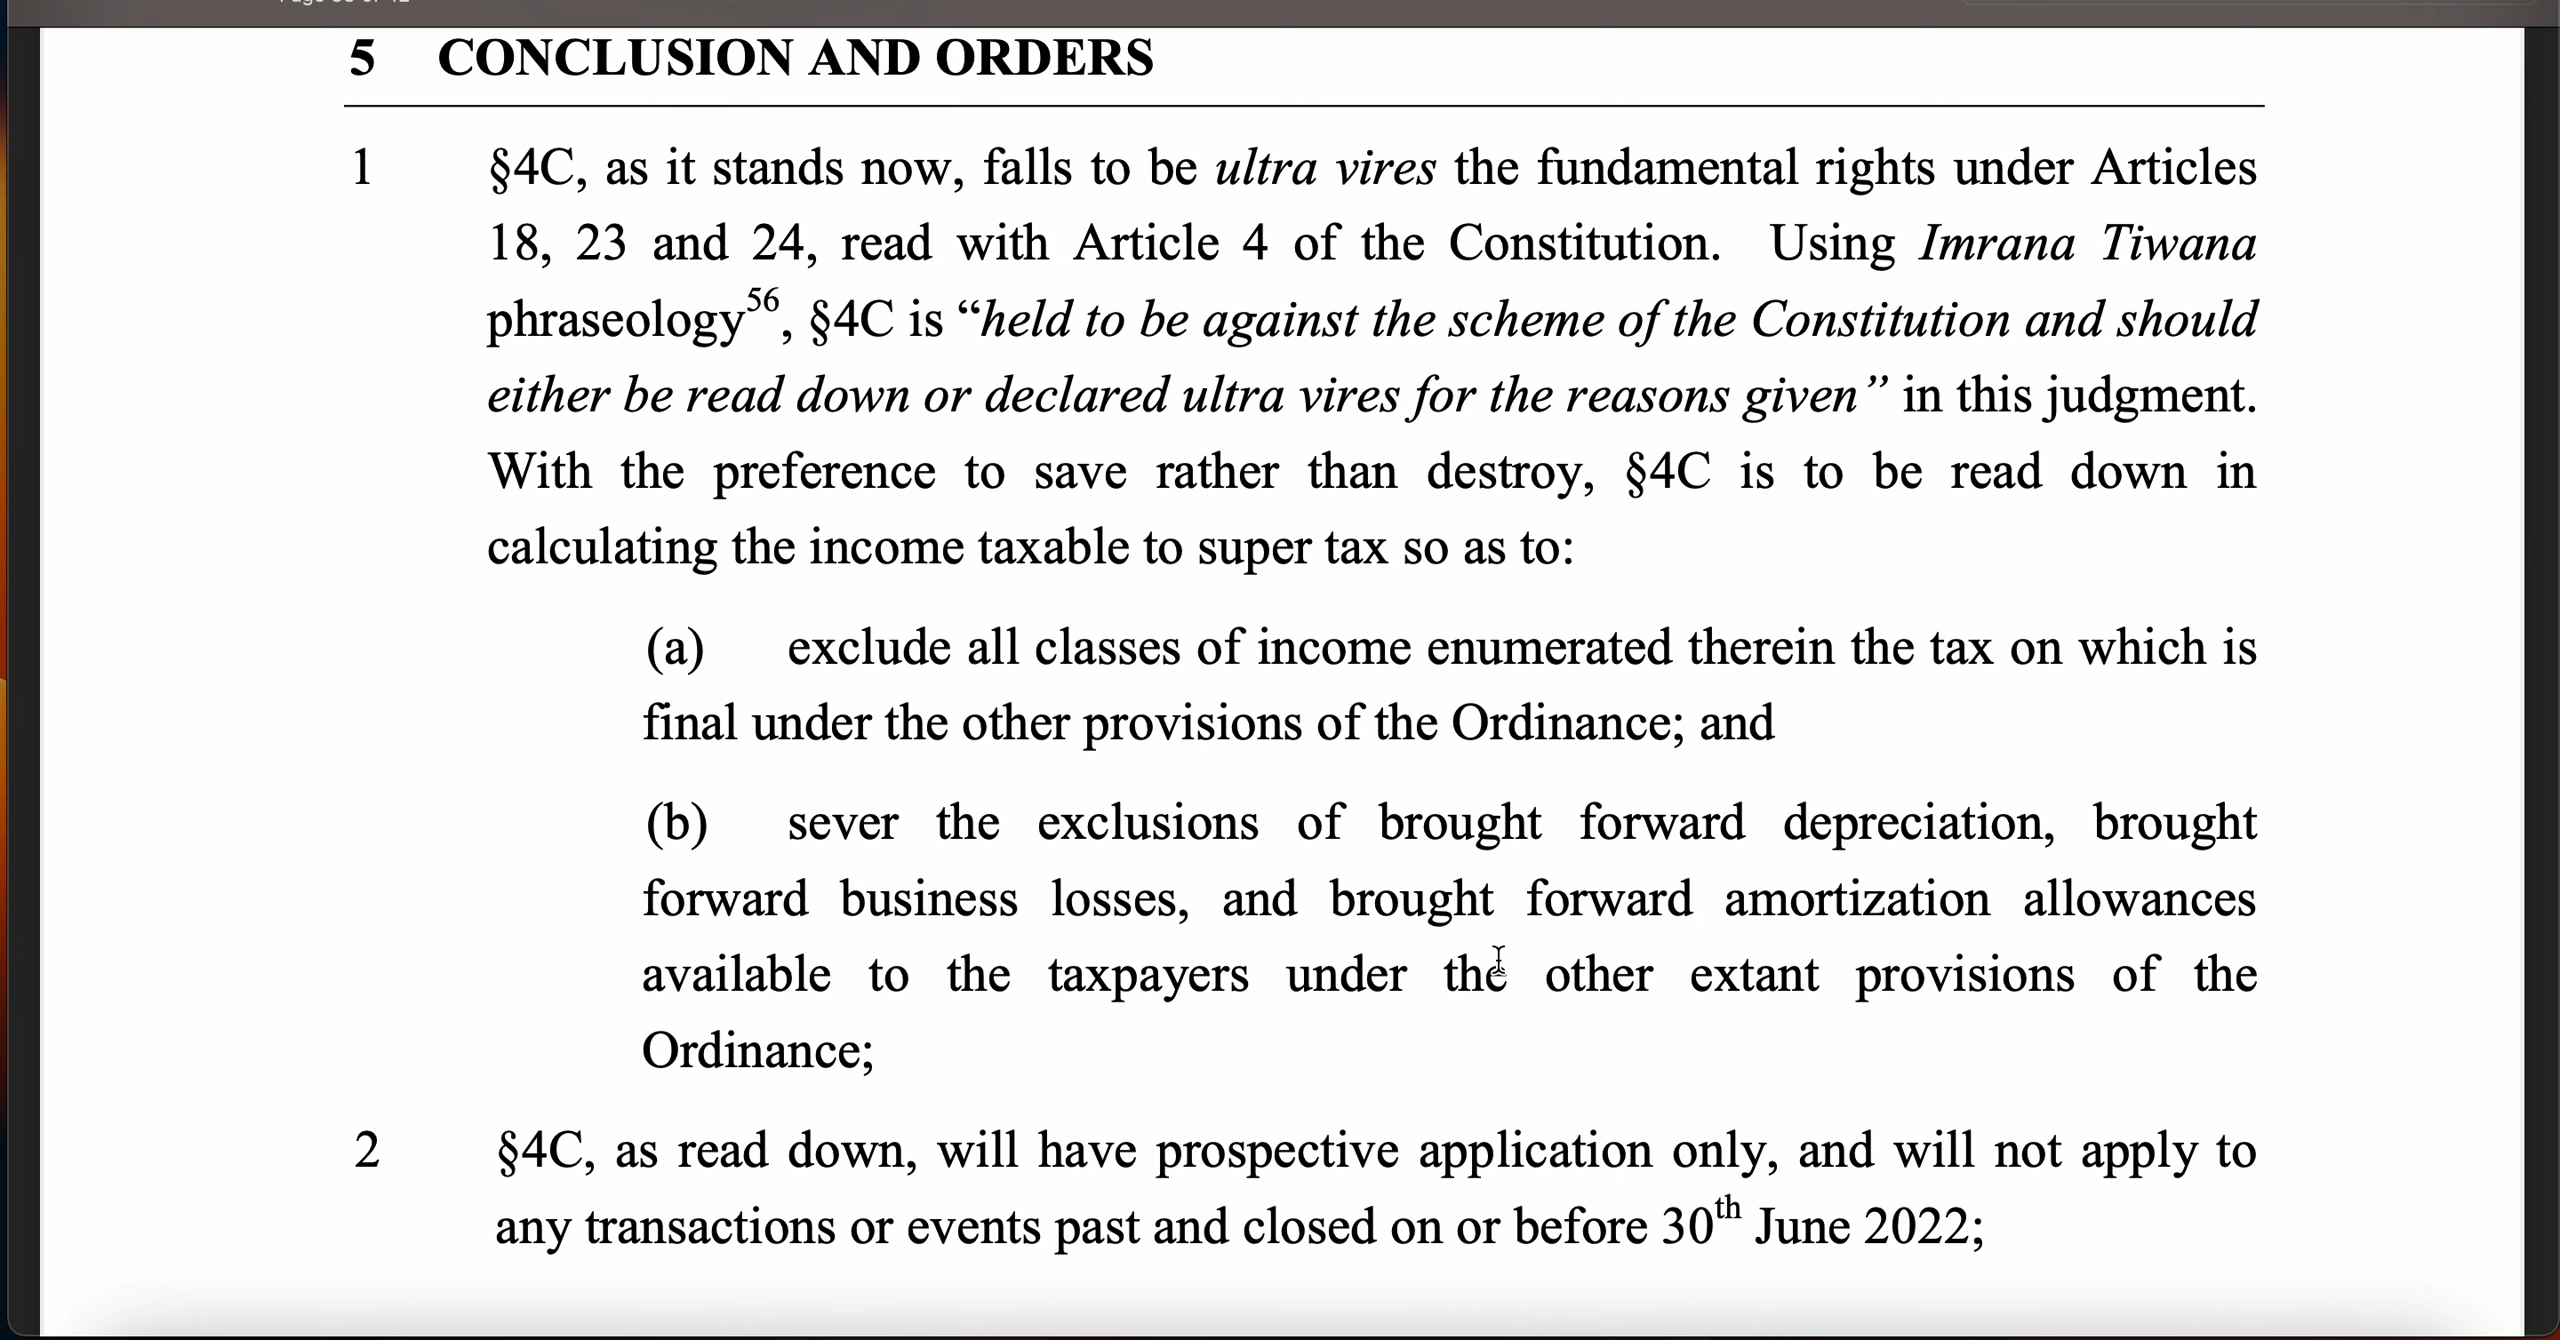 5 CONCLUSION AND ORDERS
1 §4C, as it stands now, falls to be ultra vires the fundamental rights under Articles
18, 23 and 24, read with Article 4 of the Constitution. Using Imrana Tiwana
phraseology56, §4C is “held to be against the scheme of the Constitution and should
either be read down or declared ultra vires for the reasons given” in this judgment.
With the preference to save rather than destroy, §4C is to be read down in
calculating the income taxable to super tax so as to:
(a) exclude all classes of income enumerated therein the tax on which is
final under the other provisions of the Ordinance; and
(b) sever the exclusions of brought forward depreciation, brought
forward business losses, and brought forward amortization allowances
available to the taxpayers under the other extant provisions of the
Ordinance;
2 §4C, as read down, will have prospective application only, and will not apply to
any transactions or events past and closed on or before 30th June 2022;